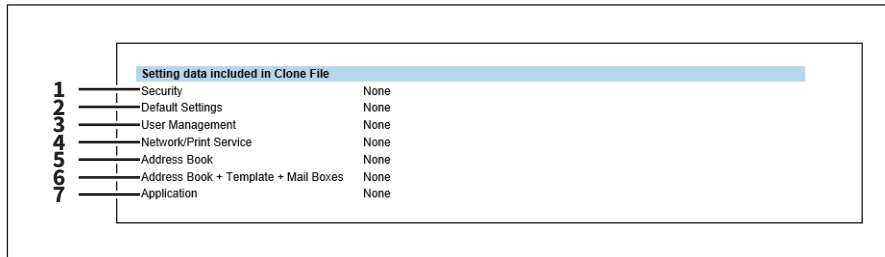 Setting data included in Clone File
1 Security None
2 Default Settings None
3 User Management None
4 Network/Print Service None
5 Address Book None
6 Address Book + Template + Mail Boxes None
7 Application None